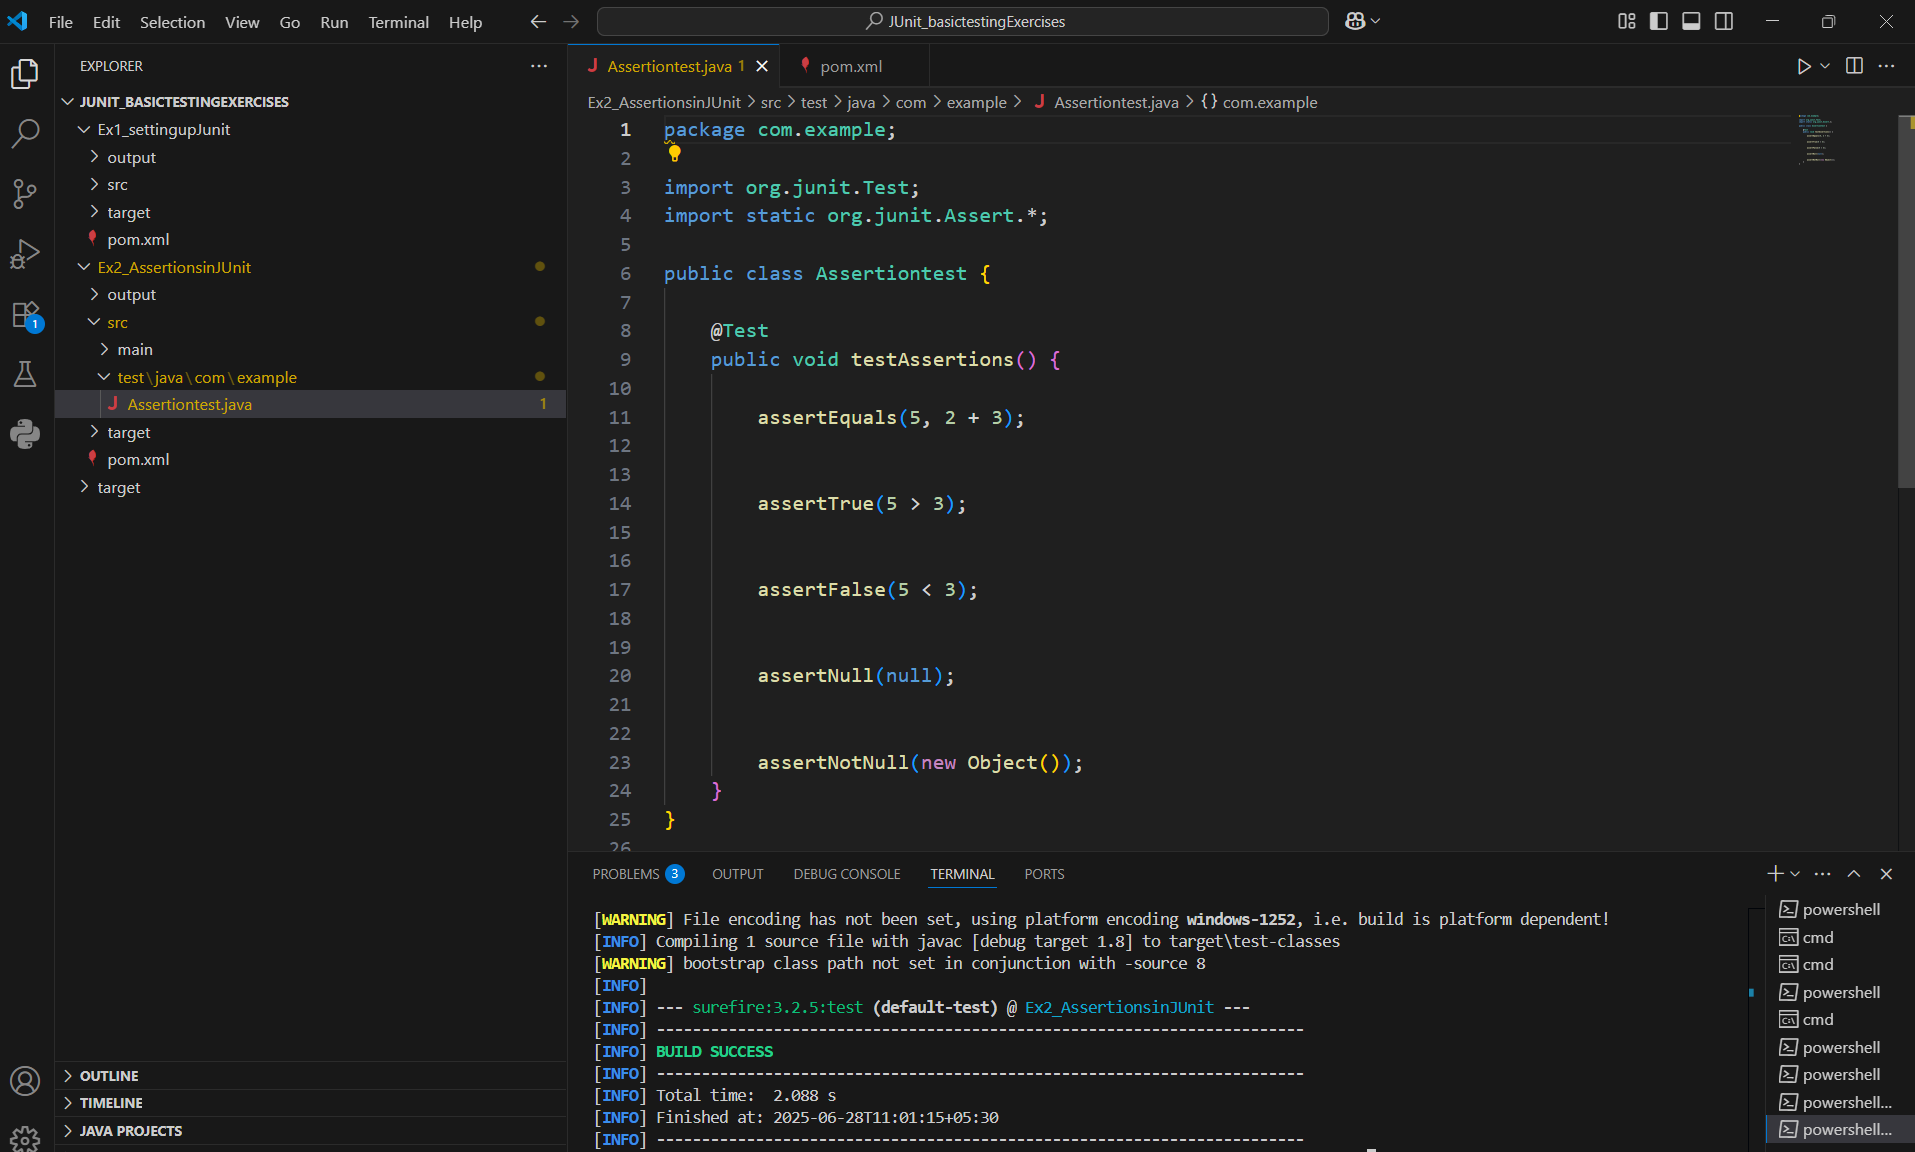 File Edit Selection View Go Run Terminal Help JUnit_basictestingExercises
EXPLORER
JUNIT_BASICTESTINGEXERCISES
Ex1_settingupJunit
output
src
target
pom.xml
Ex2_AssertionsinJUnit
output
src
main
test\java\com\example
Assertiontest.java 1
target
pom.xml
target
OUTLINE
TIMELINE
JAVA PROJECTS
1
Assertiontest.java 1 pom.xml
Ex2_AssertionsinJUnit > src > test > java > com > example > Assertiontest.java > {} com.example
1 package com.example;
2
3 import org.junit.Test;
4 import static org.junit.Assert.*;
5
6 public class Assertiontest {
7
8 @Test
9 public void testAssertions() {
10
11 assertEquals(5, 2 + 3);
12
13
14 assertTrue(5 > 3);
15
16
17 assertFalse(5 < 3);
18
19
20 assertNull(null);
21
22
23 assertNotNull(new Object());
24 }
25 }
26
PROBLEMS 3 OUTPUT DEBUG CONSOLE TERMINAL PORTS
[WARNING] File encoding has not been set, using platform encoding windows-1252, i.e. build is platform dependent!
[INFO] Compiling 1 source file with javac [debug target 1.8] to target\test-classes
[WARNING] bootstrap class path not set in conjunction with -source 8
[INFO]
[INFO] --- surefire:3.2.5:test (default-test) @ Ex2_AssertionsinJUnit ---
[INFO] ------------------------------------------------------------------------
[INFO] BUILD SUCCESS
[INFO] ------------------------------------------------------------------------
[INFO] Total time:  2.088 s
[INFO] Finished at: 2025-06-28T11:01:15+05:30
[INFO] ------------------------------------------------------------------------
powershell
cmd
cmd
powershell
cmd
powershell
powershell
powershell...
powershell...